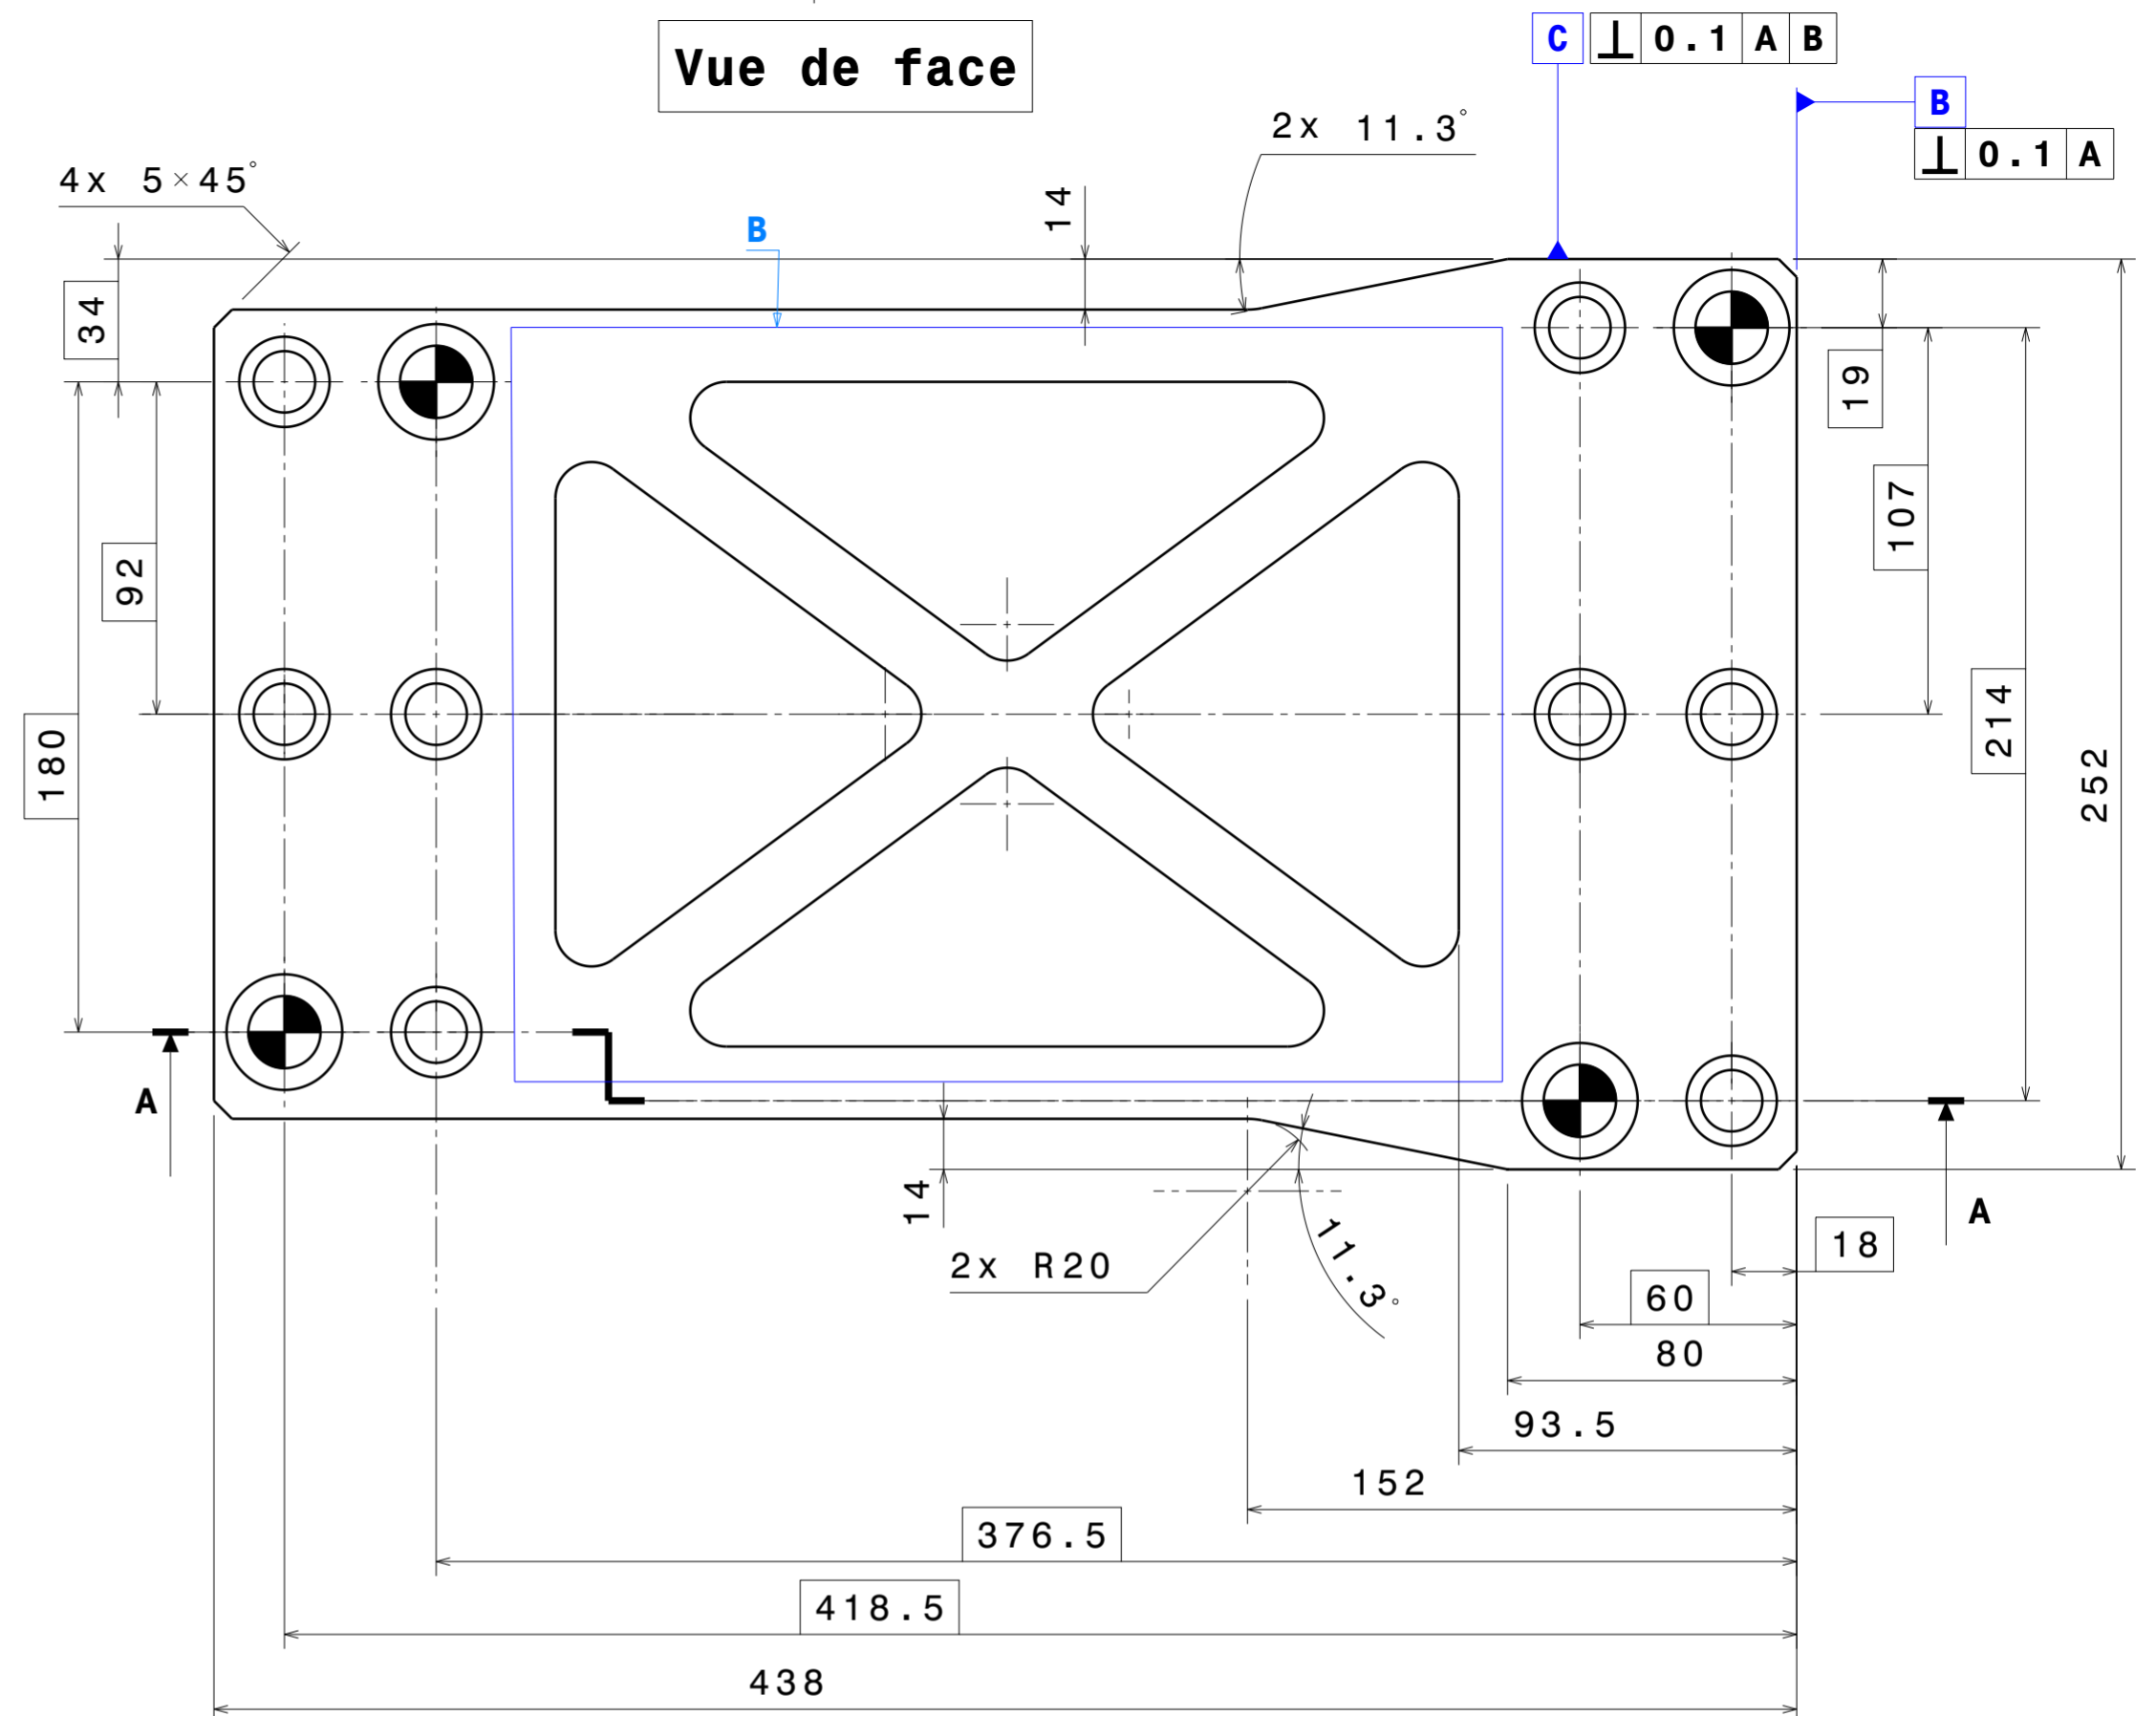 Vue de face
C ⊥ 0.1 A B
B
⊥ 0.1 A
2x 11.3°
4x 5×45°
14
B
34
19
107
92
180
214
252
A
A
14
2x R20
11.3°
18
60
80
93.5
152
376.5
418.5
438